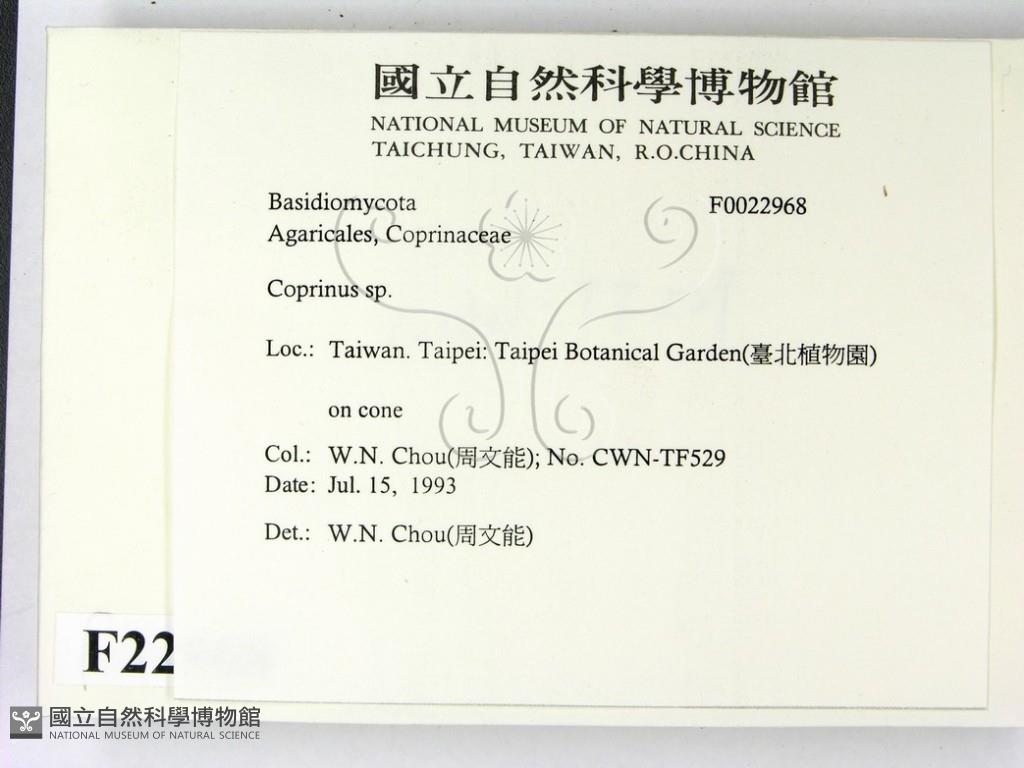 國立自然科學博物館
NATIONAL MUSEUM OF NATURAL SCIENCE
TAICHUNG, TAIWAN, R.O.CHINA
Basidiomycota F0022968
Agaricales, Coprinaceae
Coprinus sp.
Loc.: Taiwan. Taipei: Taipei Botanical Garden(臺北植物園)
on cone
Col.: W.N. Chou(周文能); No. CWN-TF529
Date: Jul. 15, 1993
Det.: W.N. Chou(周文能)
F22
國立自然科學博物館
NATIONAL MUSEUM OF NATURAL SCIENCE